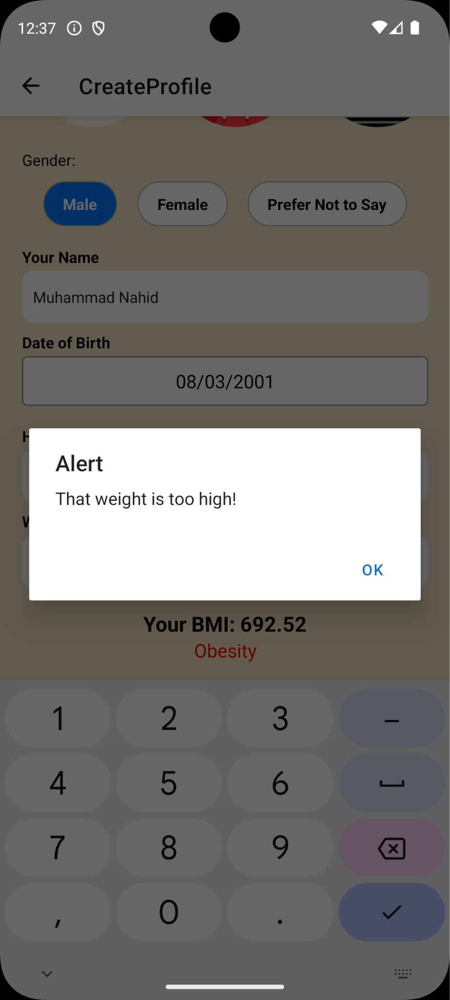 12:37
CreateProfile
Gender:
Male Female Prefer Not to Say
Your Name
Muhammad Nahid
Date of Birth
08/03/2001
Alert
That weight is too high!
OK
Your BMI: 692.52
Obesity
1 2 3 –
4 5 6
7 8 9
, 0 .